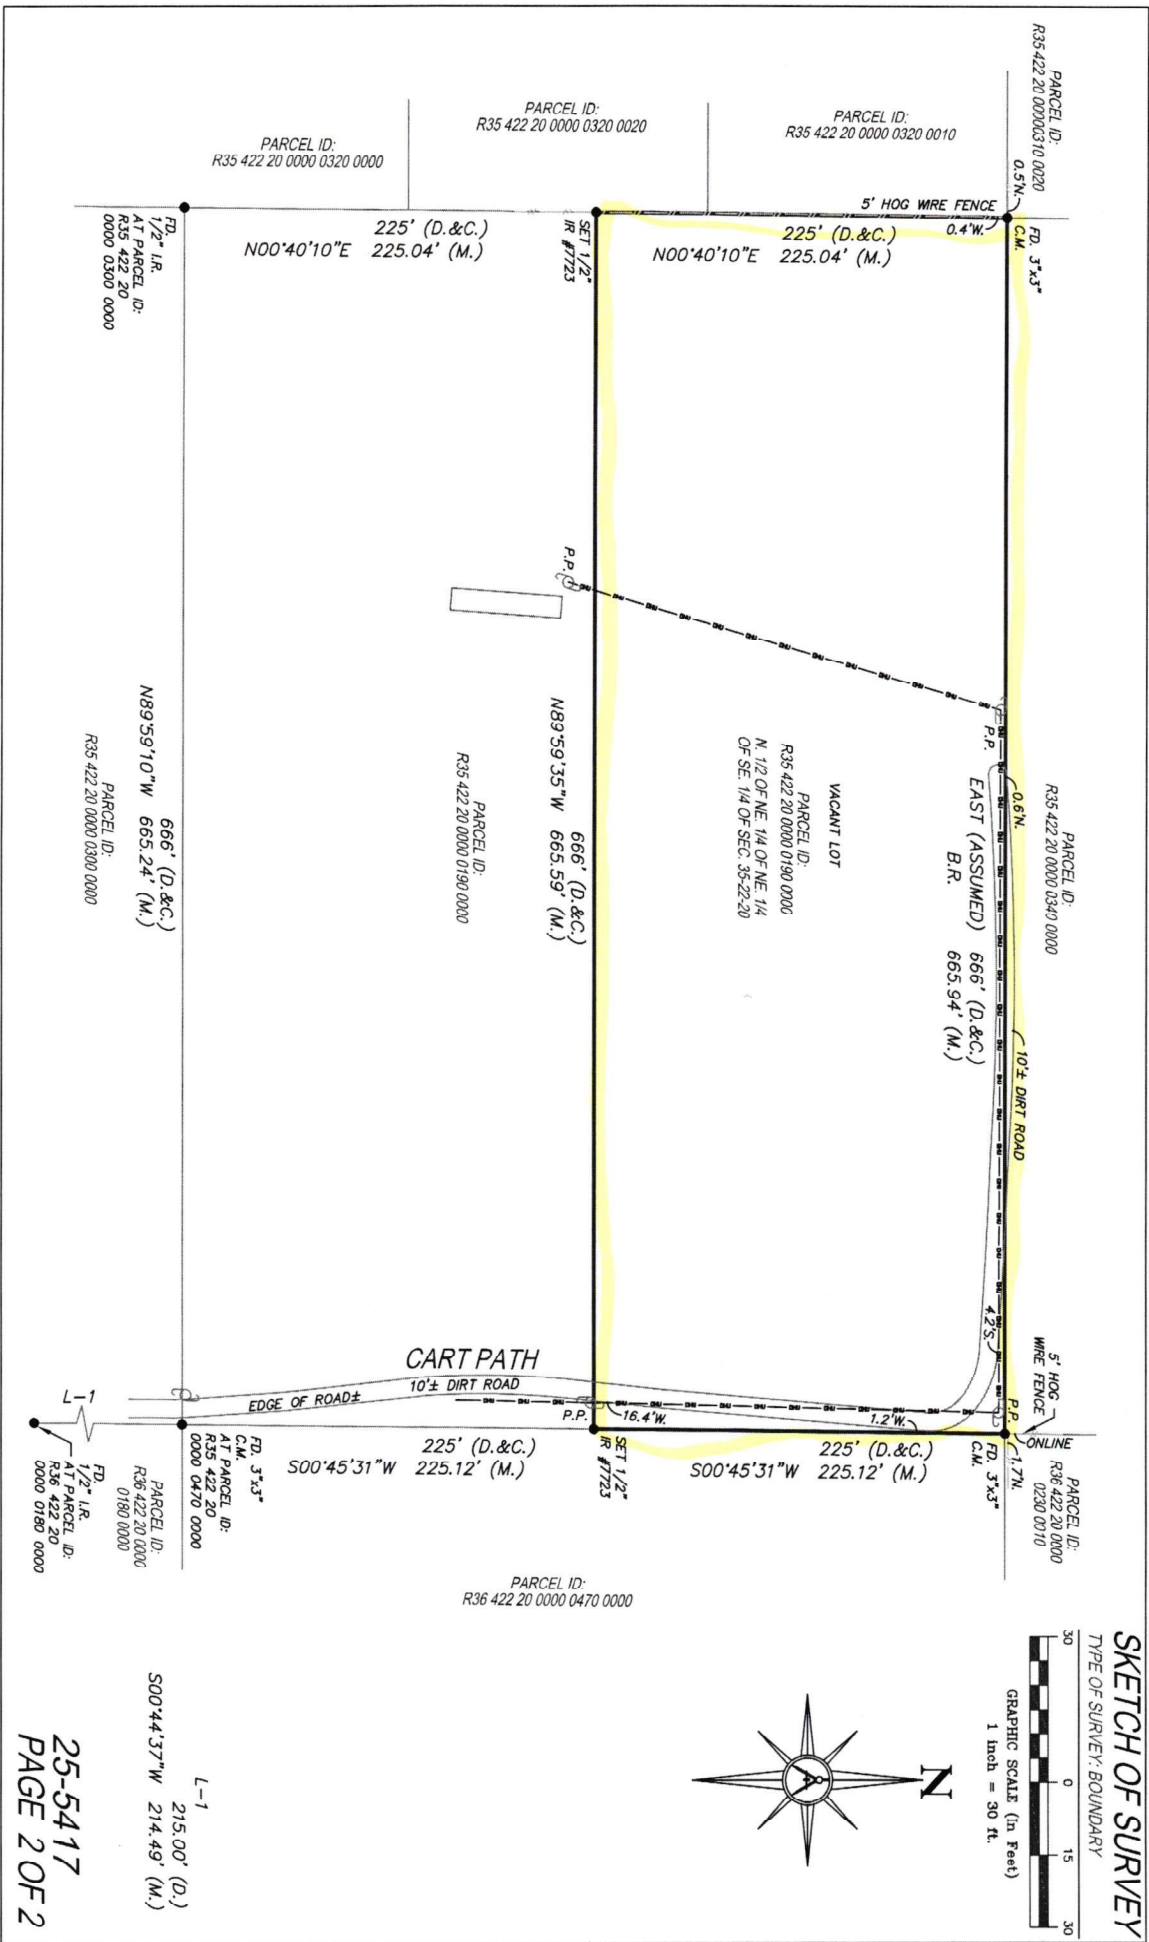 SKETCH OF SURVEY
TYPE OF SURVEY: BOUNDARY
30 0 15 30
GRAPHIC SCALE (In Feet)
1 inch = 30 ft.
N
PARCEL ID:
R35 422 20 00000310 0020
0.5'N.
FD. 3"x3"
C.M.
5' HOG WIRE FENCE
0.4'W.
225' (D.&C.)
N00°40'10"E 225.04' (M.)
PARCEL ID:
R35 422 20 0000 0320 0010
PARCEL ID:
R35 422 20 0000 0320 0020
PARCEL ID:
R35 422 20 0000 0320 0000
SET 1/2"
IR #7723
225' (D.&C.)
N00°40'10"E 225.04' (M.)
FD.
1/2" I.R.
AT PARCEL ID:
R35 422 20
0000 0300 0000
PARCEL ID:
R35 422 20 0000 0340 0000
0.6'N.
10'± DIRT ROAD
P.P.
EAST (ASSUMED) 666' (D.&C.)
B.R. 665.94' (M.)
VACANT LOT
R35 422 20 0000 0190 0000
PARCEL ID:
N. 1/2 OF NE. 1/4 OF NE. 1/4
OF SE. 1/4 OF SEC. 35-22-20
P.P.
666' (D.&C.)
N89°59'35"W 665.59' (M.)
PARCEL ID:
R35 422 20 0000 0190 0000
666' (D.&C.)
N89°59'10"W 665.24' (M.)
PARCEL ID:
R35 422 20 0000 0300 0000
5' HOG
WIRE FENCE
4.2'S.
P.P.
ONLINE
1.7'N.
FD. 3"x3"
C.M.
PARCEL ID:
R36 422 20 0000
0230 0010
1.2'W.
16.4'W.
225' (D.&C.)
S00°45'31"W 225.12' (M.)
P.P.
SET 1/2"
IR #7723
CART PATH
10'± DIRT ROAD
EDGE OF ROAD±
225' (D.&C.)
S00°45'31"W 225.12' (M.)
FD. 3"x3"
C.M.
AT PARCEL ID:
R35 422 20
0000 0470 0000
PARCEL ID:
R36 422 20 0000
0180 0000
L-1
FD.
1/2" I.R.
AT PARCEL ID:
R36 422 20
0000 0180 0000
PARCEL ID:
R36 422 20 0000 0470 0000
L-1
215.00' (D.)
S00°44'37"W 214.49' (M.)
25-5417
PAGE 2 OF 2